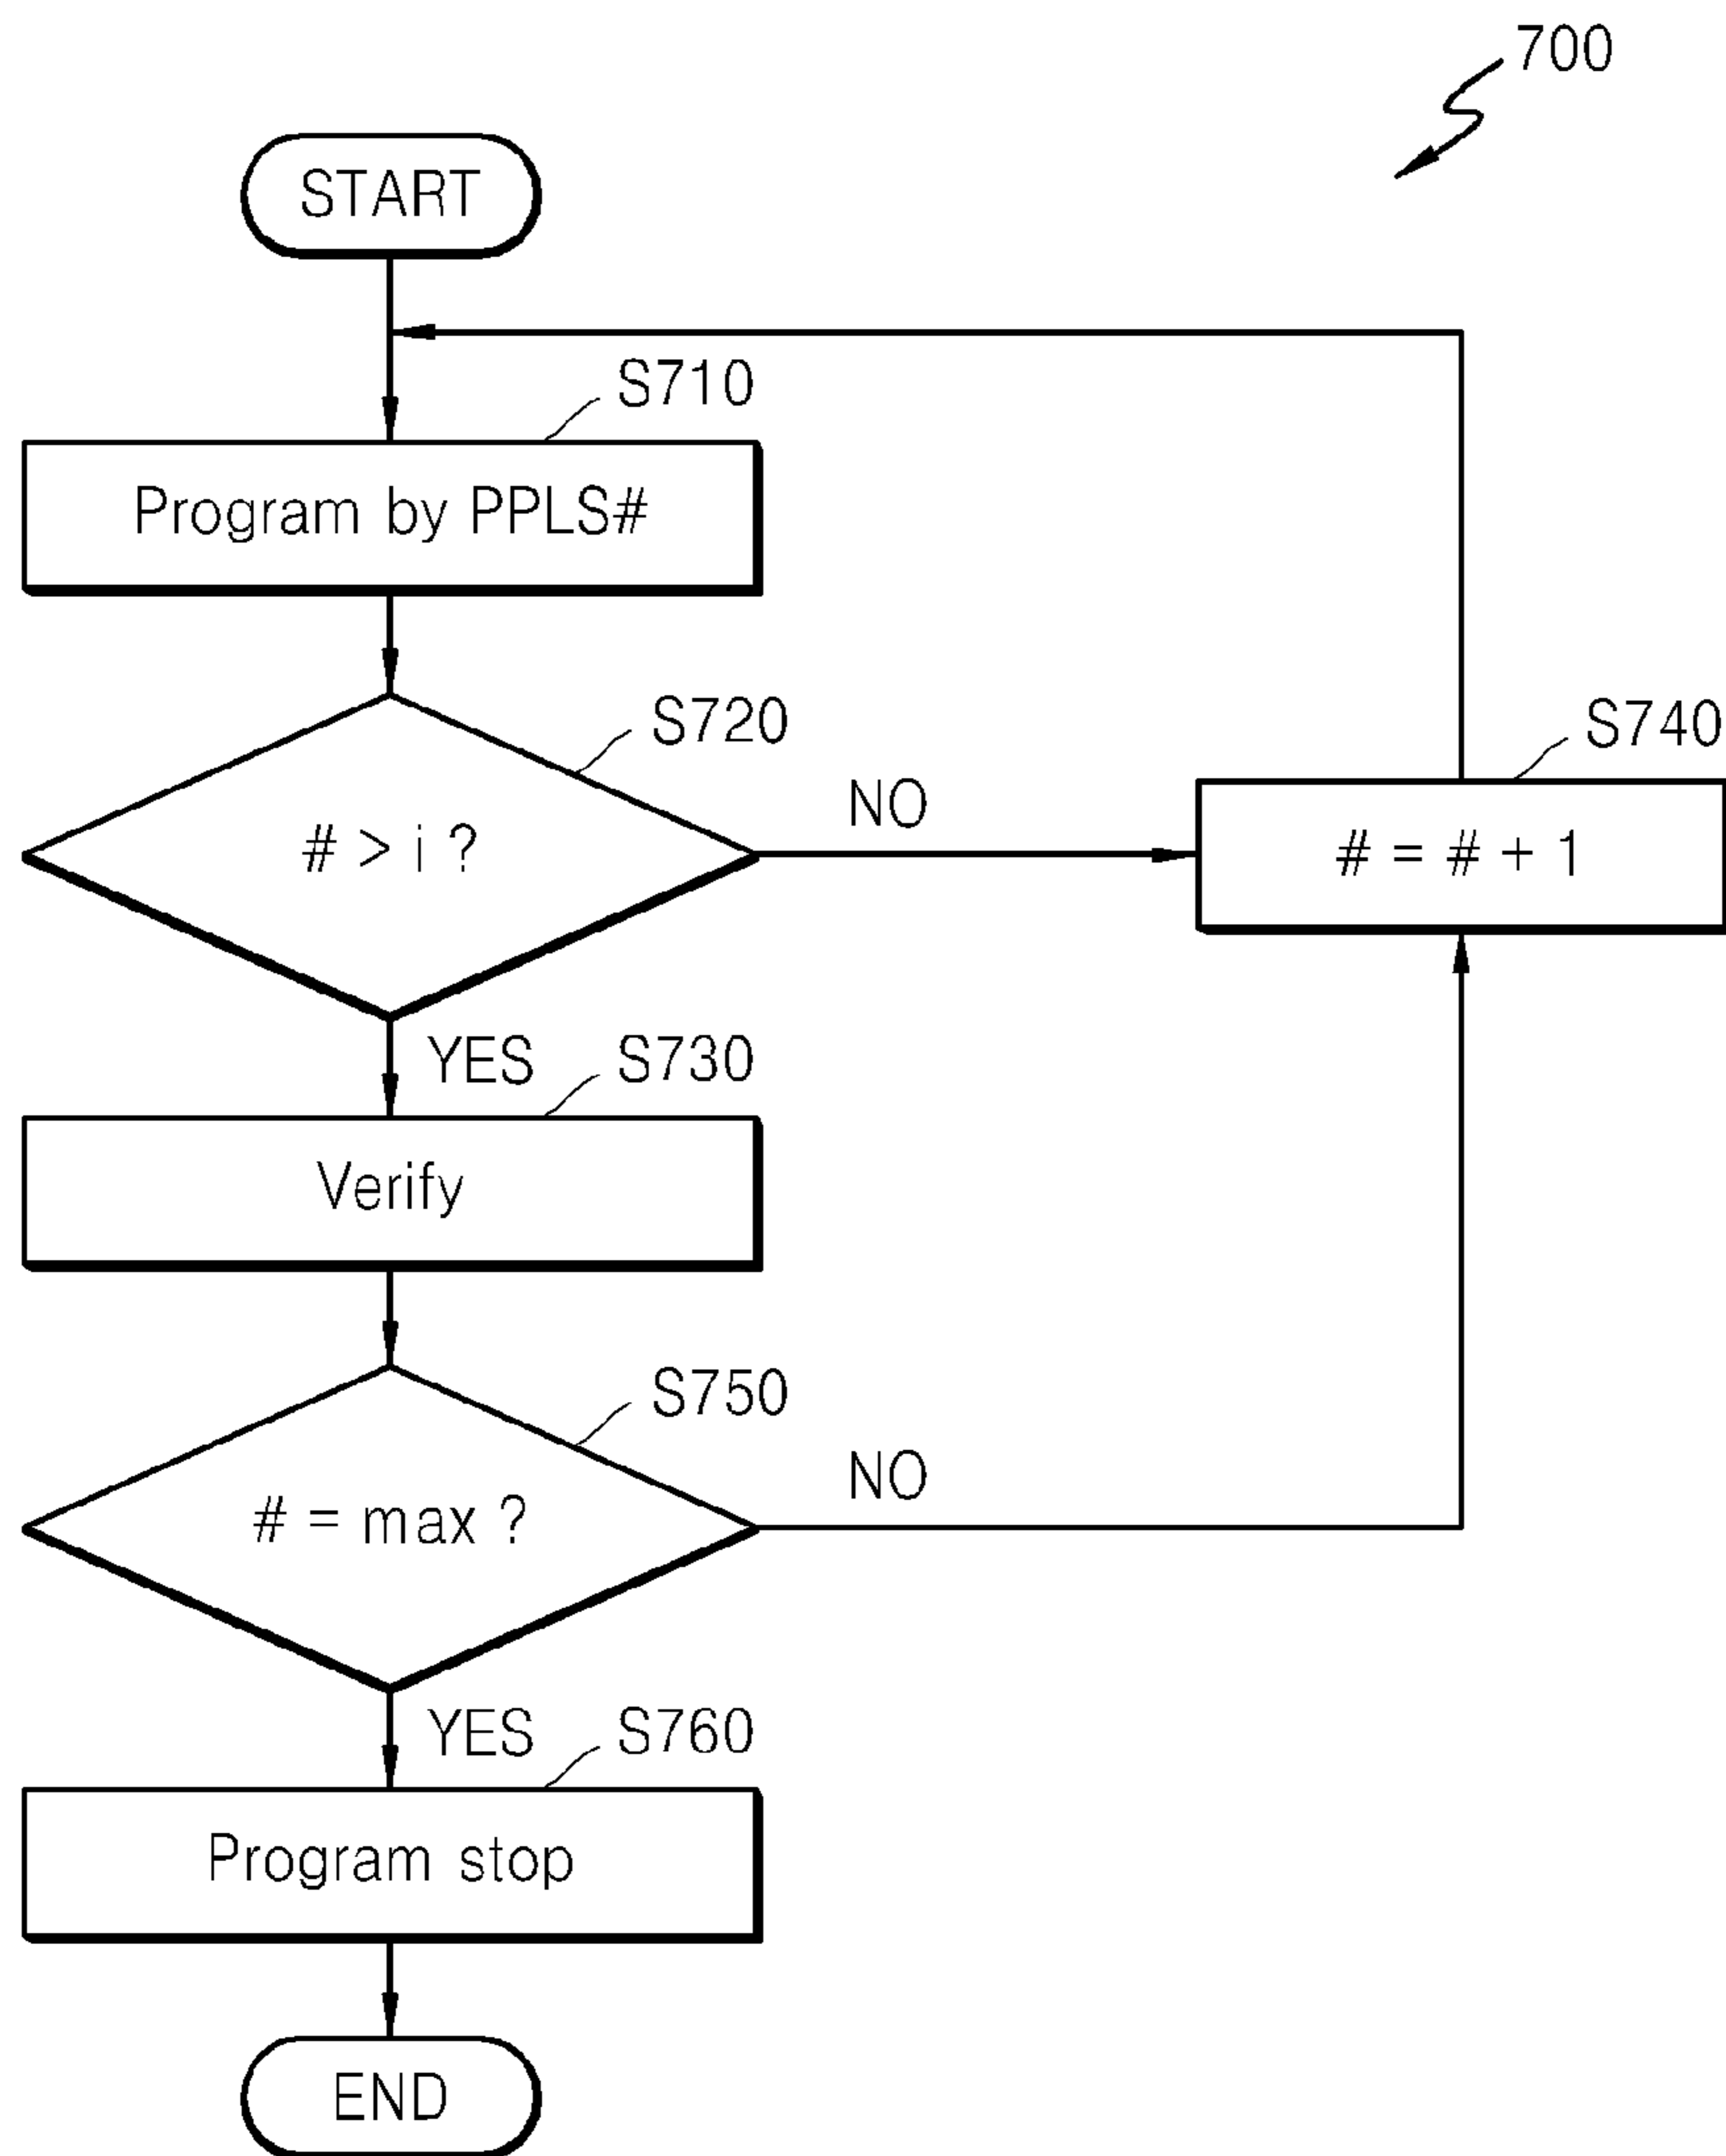 700
START
S710
Program by PPLS#
S720
# > i ?
NO
S740
# = # + 1
YES
S730
Verify
S750
# = max ?
NO
YES
S760
Program stop
END